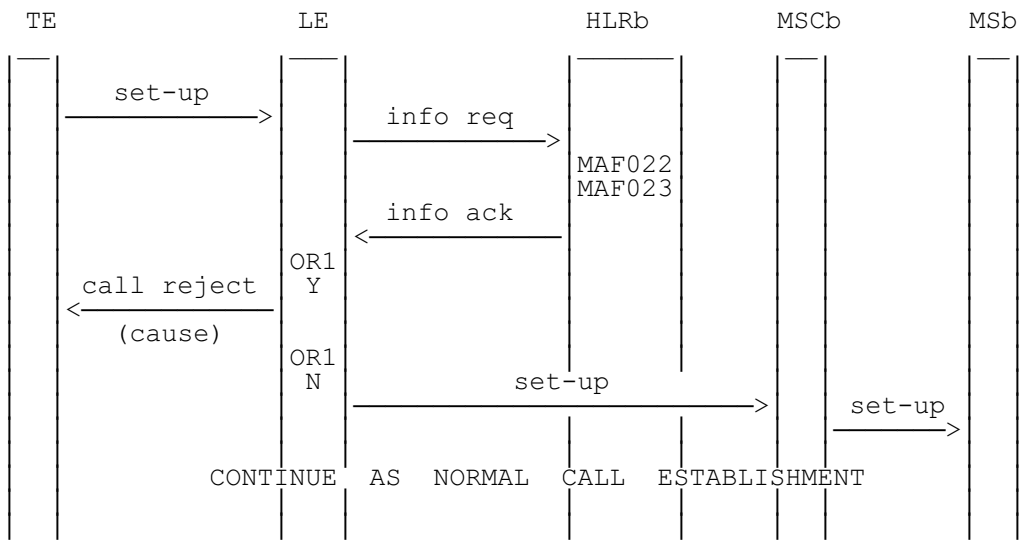 TE LE HLRb MSCb MSb
set-up
info req
MAF022
MAF023
info ack
OR1
Y
call reject
(cause)
OR1
N
set-up
set-up
CONTINUE AS NORMAL CALL ESTABLISHMENT